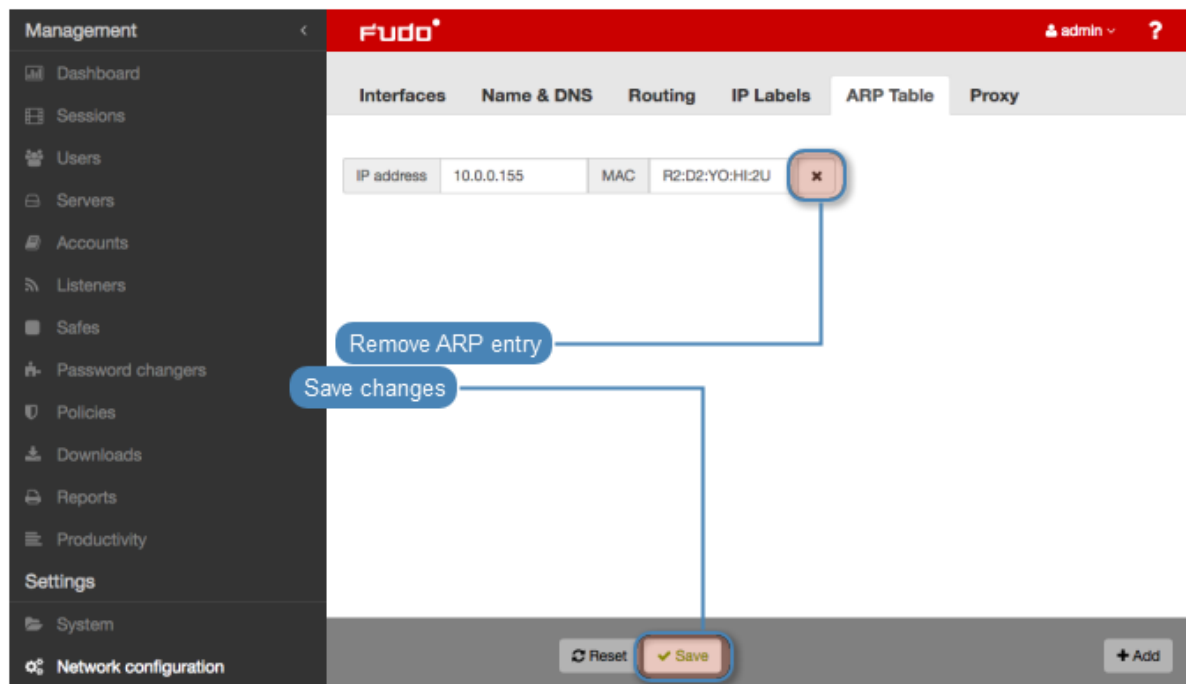 Management
Fudo
admin
?
Dashboard
Interfaces Name & DNS Routing IP Labels ARP Table Proxy
Sessions
Users
IP address 10.0.0.155 MAC R2:D2:YO:HI:2U
Servers
Accounts
Listeners
Safes
Remove ARP entry
Password changers
Save changes
Policies
Downloads
Reports
Productivity
Settings
System
Network configuration
Reset Save + Add